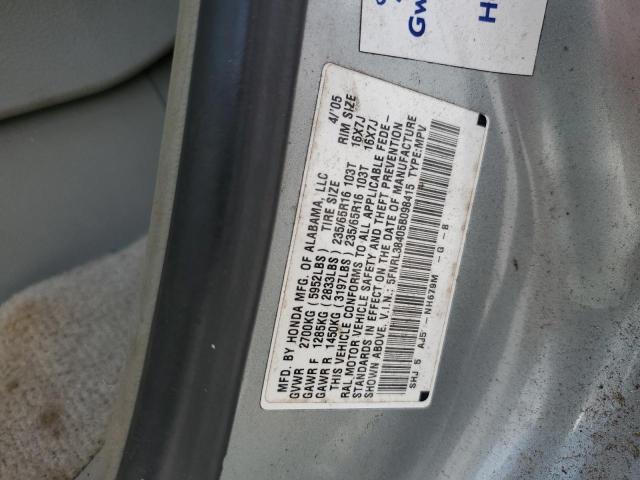 MFD. BY HONDA MFG. OF ALABAMA, LLC 4/'05
TIRE SIZE RIM SIZE
GVWR 2700KG (5952LBS)
GAWR F 1285KG (2833LBS) 235/65R16 103T 16X7J
GAWR R 1450KG (3197LBS) 235/65R16 103T 16X7J
THIS VEHICLE CONFORMS TO ALL APPLICABLE FEDE-
RAL MOTOR VEHICLE SAFETY AND THEFT PREVENTION
STANDARDS IN EFFECT ON THE DATE OF MANUFACTURE
SHOWN ABOVE. V.I.N.: 5FNRL38405B098415 TYPE:MPV
SHJ 5 AJ5 NH679M - G - B
Gw
H